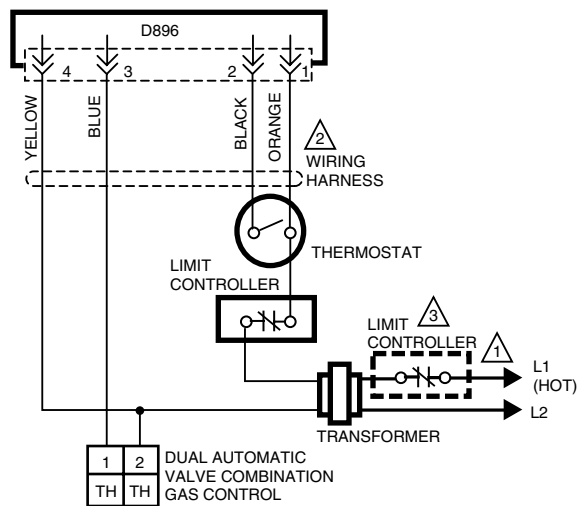 D896
4 3 2 1
YELLOW
BLUE
BLACK
ORANGE
2
WIRING
HARNESS
THERMOSTAT
LIMIT
CONTROLLER
LIMIT
CONTROLLER
3
1
L1
(HOT)
L2
TRANSFORMER
1 2
TH TH
DUAL AUTOMATIC
VALVE COMBINATION
GAS CONTROL